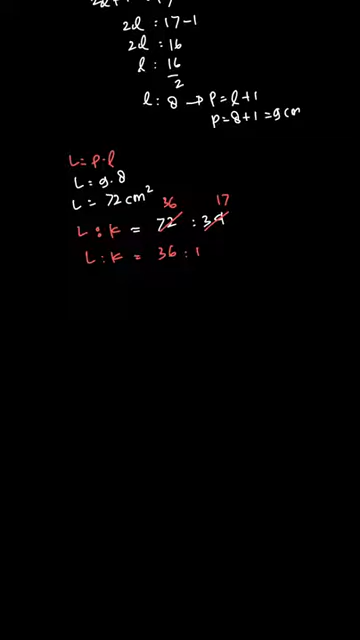 2l : 17-1
2l : 16
l : 16
2
l : 8 → P = l+1
P = 8+1 = 9 cm
L = p.l
L = 9.8
L = 72 cm²
36 17
L : K = 72 : 34
L : K = 36 : 1